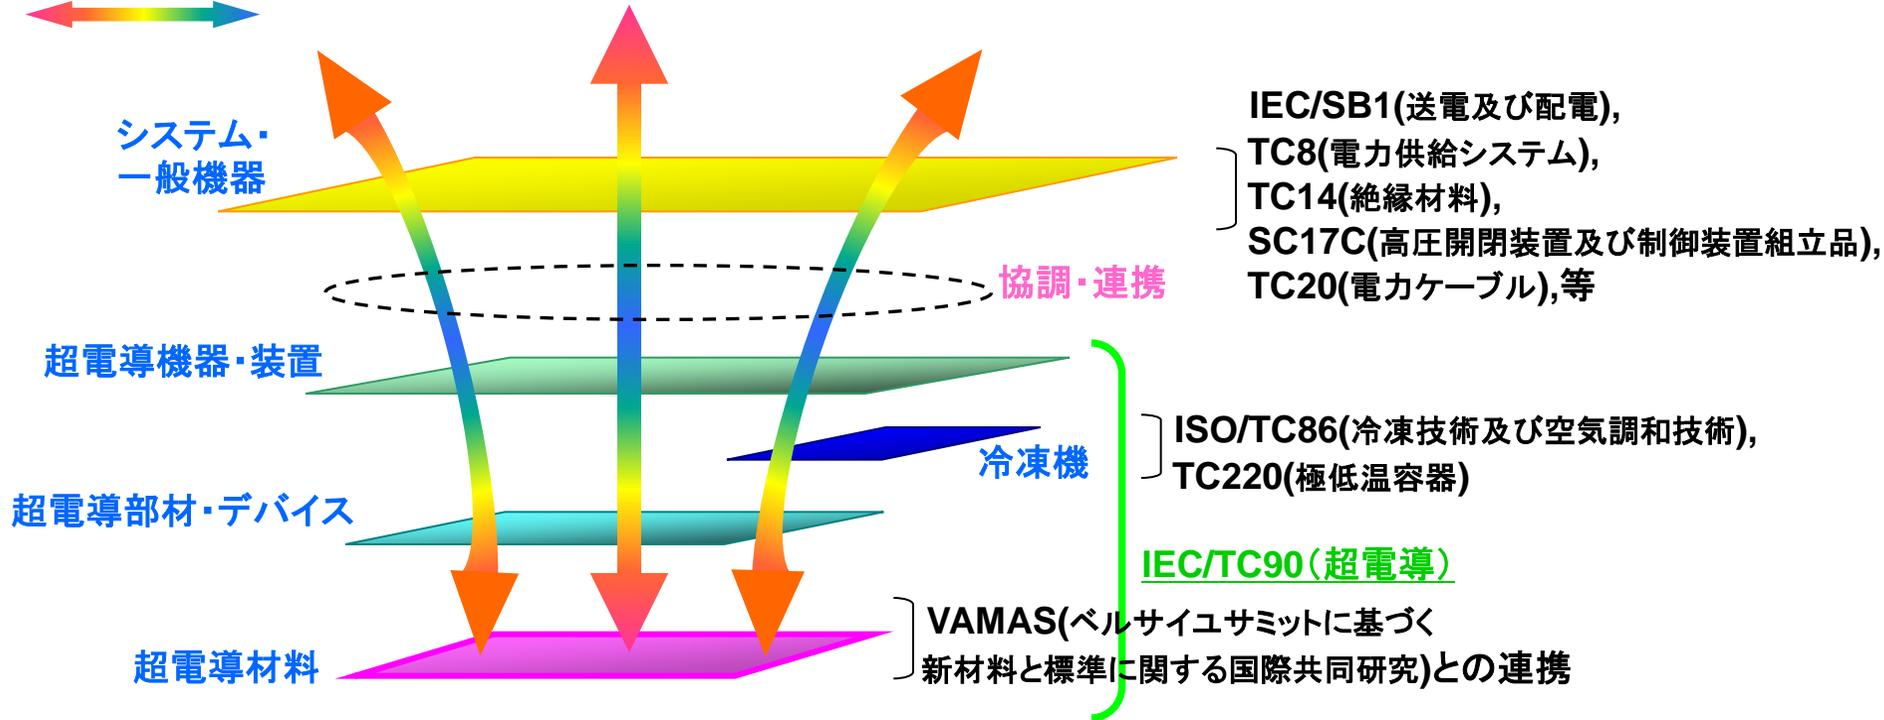 システム・
一般機器
IEC/SB1(送電及び配電),
TC8(電力供給システム),
TC14(絶縁材料),
SC17C(高圧開閉装置及び制御装置組立品),
TC20(電力ケーブル),等
協調・連携
超電導機器・装置
冷凍機
ISO/TC86(冷凍技術及び空気調和技術),
TC220(極低温容器)
超電導部材・デバイス
IEC/TC90(超電導)
VAMAS(ベルサイユサミットに基づく
新材料と標準に関する国際共同研究)との連携
超電導材料